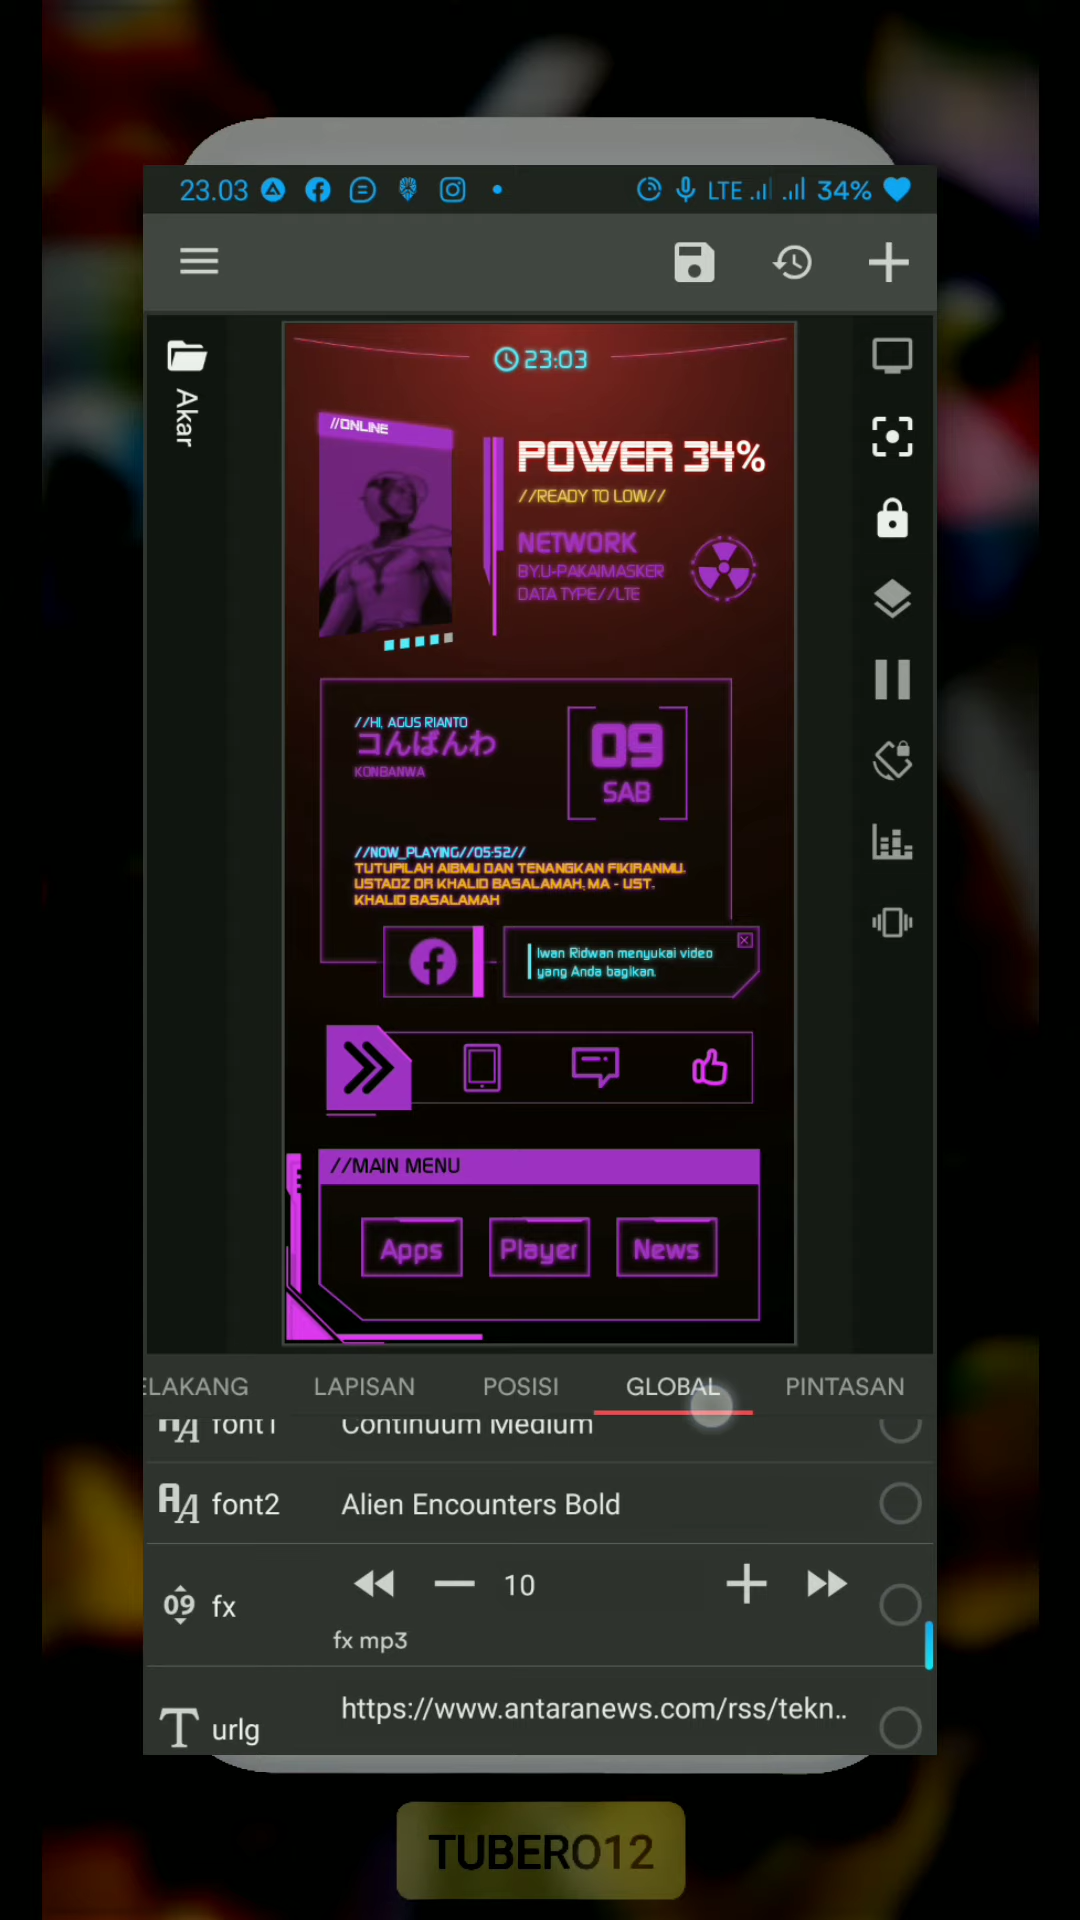 23.03
LTE
34%
Akar
23:03
//ONLINE
POWER 34%
//READY TO LOW//
NETWORK
BY.U-PAKAIMASKER
DATA TYPE//LTE
//HI, AGUS RIANTO
コんばんわ
KONBANWA
09
SAB
//NOW_PLAYING//05:52//
TUTUPILAH AIBMU DAN TENANGKAN FIKIRANMU.
USTADZ DR KHALID BASALAMAH, MA - UST.
KHALID BASALAMAH
Iwan Ridwan menyukai video
yang Anda bagikan.
//MAIN MENU
Apps
Player
News
ELAKANG
LAPISAN
POSISI
GLOBAL
PINTASAN
font1
Continuum Medium
font2
Alien Encounters Bold
09
fx
10
fx mp3
urlg
https://www.antaranews.com/rss/tekn..
TUBERO12